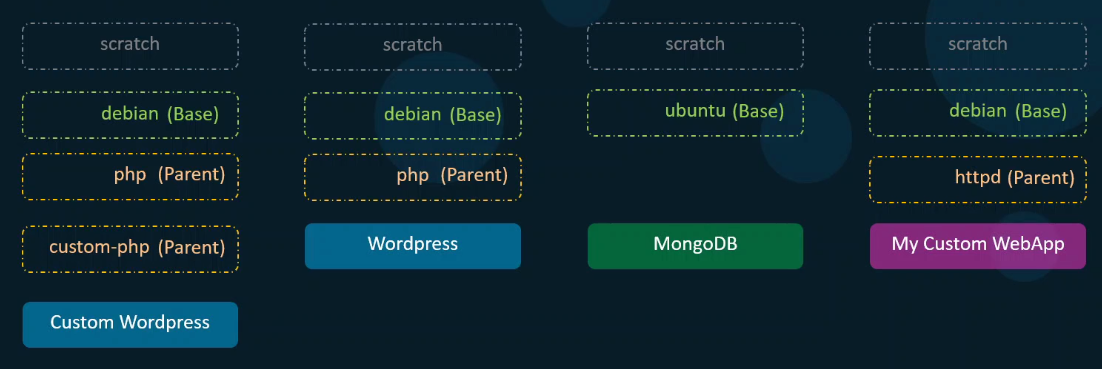 scratch
debian (Base)
php (Parent)
custom-php (Parent)
Custom Wordpress
scratch
debian (Base)
php (Parent)
Wordpress
scratch
ubuntu (Base)
MongoDB
scratch
debian (Base)
httpd (Parent)
My Custom WebApp